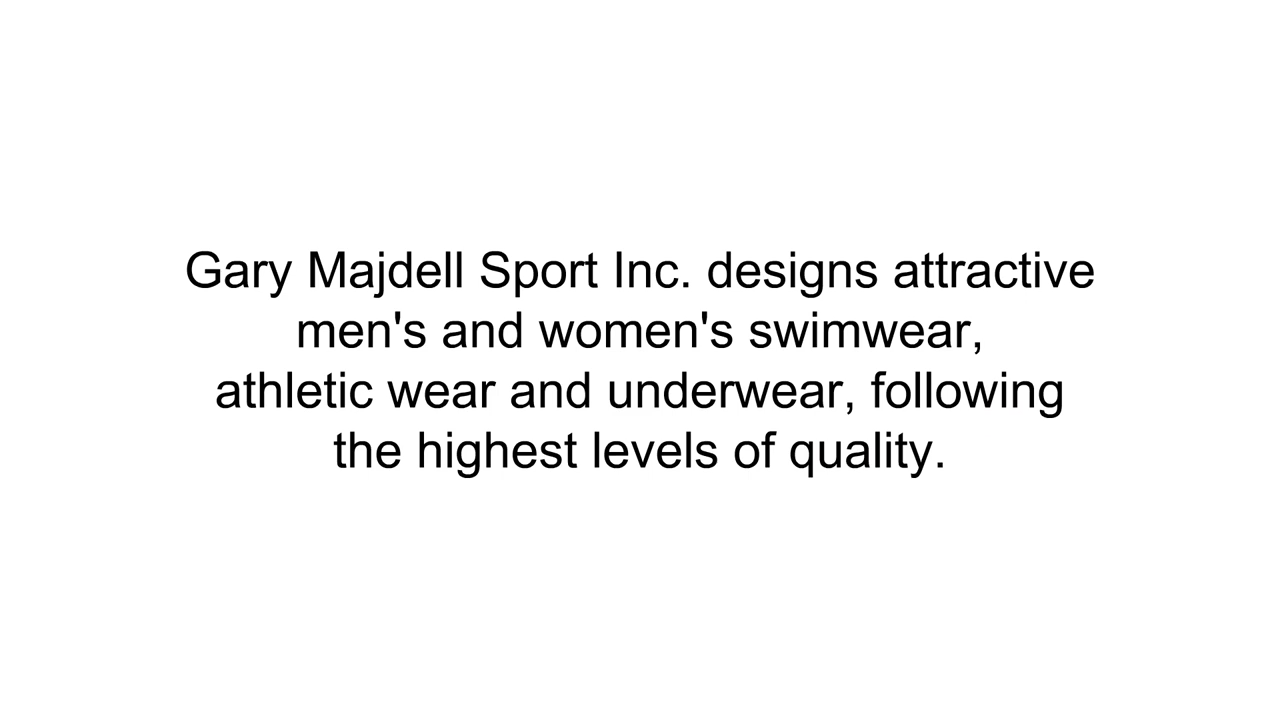 Gary Majdell Sport Inc. designs attractive
men's and women's swimwear,
athletic wear and underwear, following
the highest levels of quality.